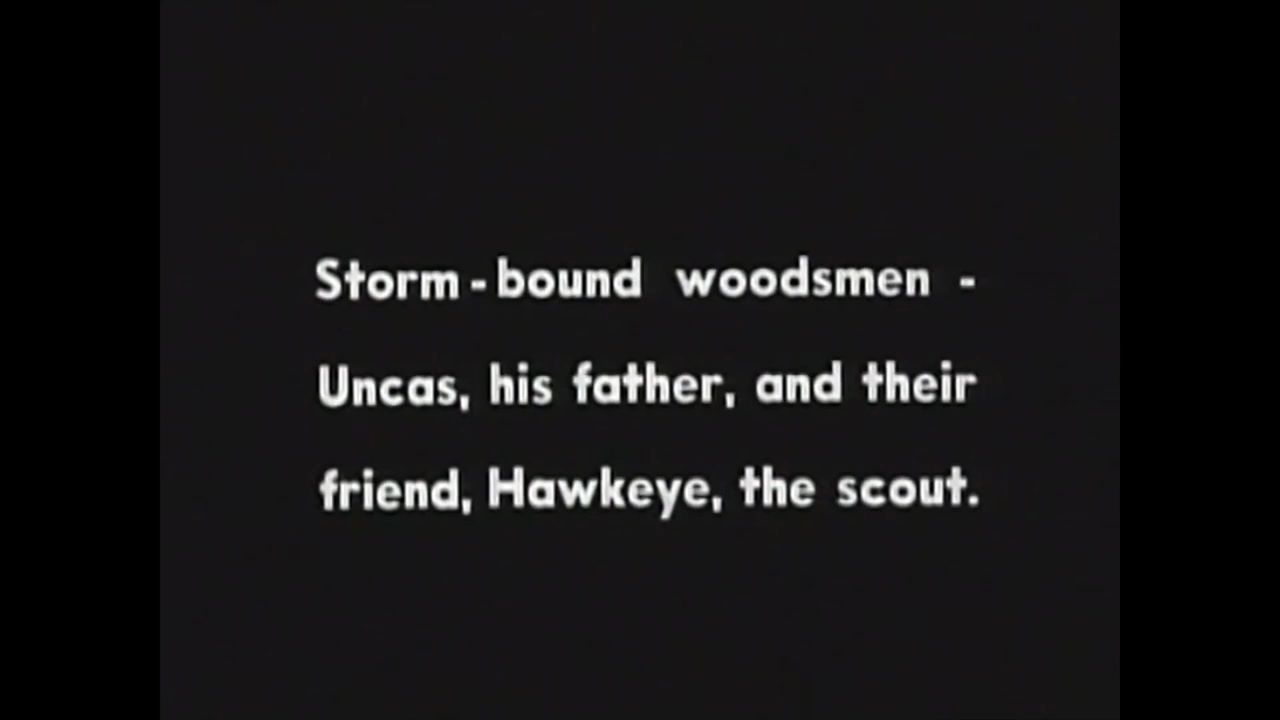 Storm-bound woodsmen -
Uncas, his father, and their
friend, Hawkeye, the scout.